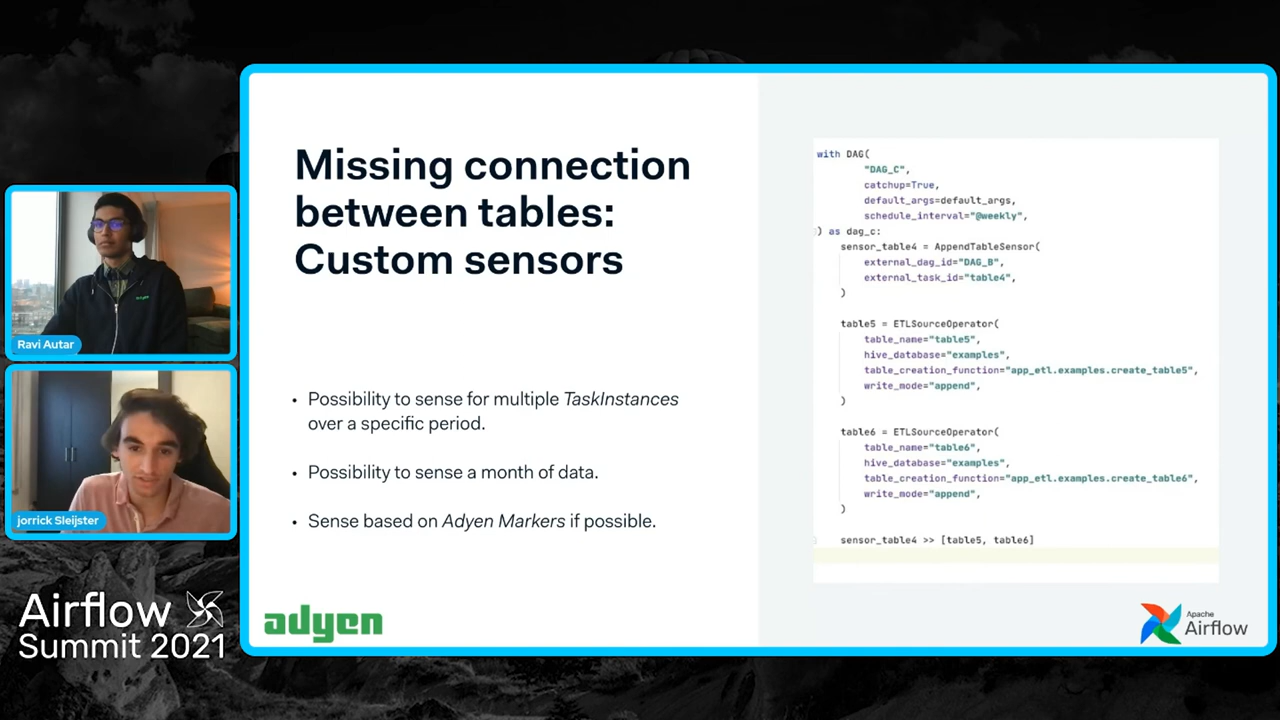 Missing connection
between tables:
Custom sensors
• Possibility to sense for multiple TaskInstances
over a specific period.
• Possibility to sense a month of data.
• Sense based on Adyen Markers if possible.
adyen
with DAG(
"DAG_C",
catchup=True,
default_args=default_args,
schedule_interval="@weekly",
) as dag_c:
sensor_table4 = AppendTableSensor(
external_dag_id="DAG_B",
external_task_id="table4",
)
table5 = ETLSourceOperator(
table_name="table5",
hive_database="examples",
table_creation_function="app_etl.examples.create_table5",
write_mode="append",
)
table6 = ETLSourceOperator(
table_name="table6",
hive_database="examples",
table_creation_function="app_etl.examples.create_table6",
write_mode="append",
)
sensor_table4 >> [table5, table6]
Apache
Airflow
Ravi Autar
jorrick Sleijster
Airflow
Summit 2021